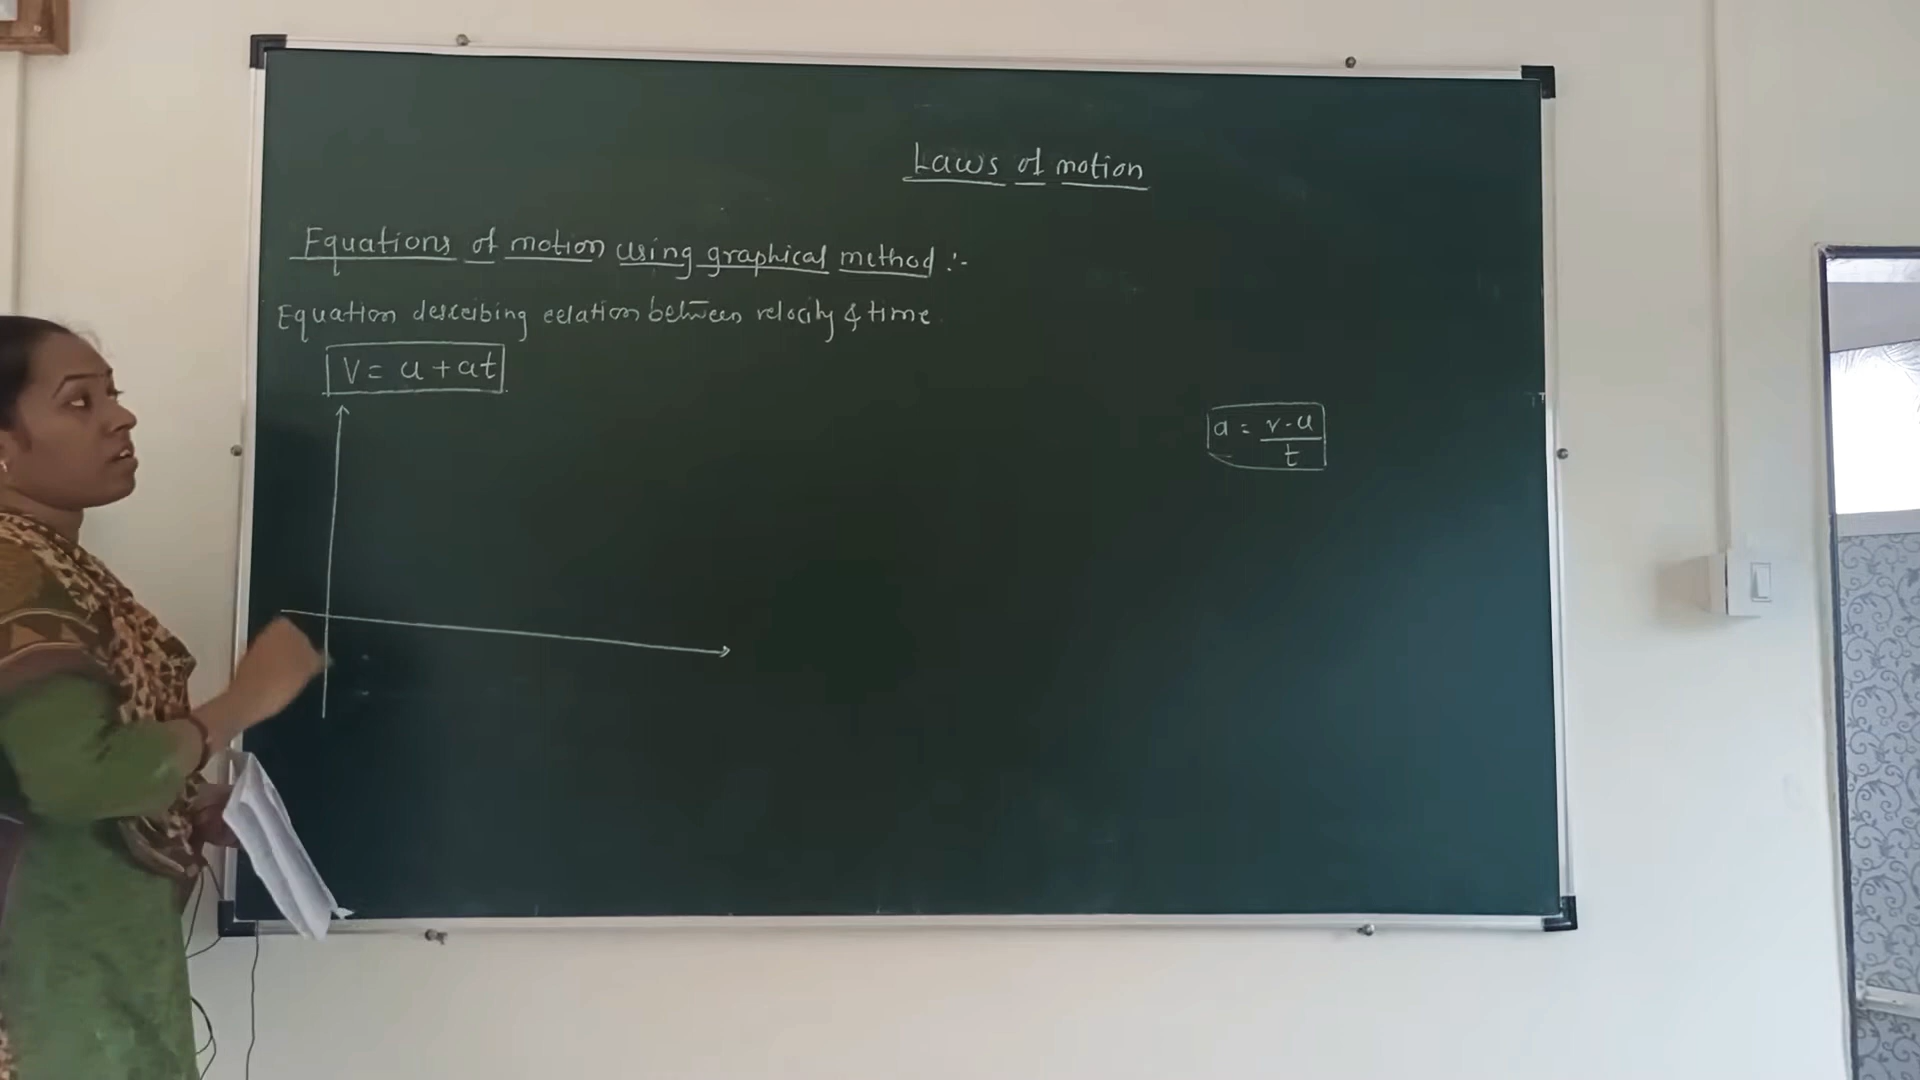 Laws of motion
Equations of motion using graphical method :-
Equation describing relation between velocity & time
V = u + at
a = v - u / t